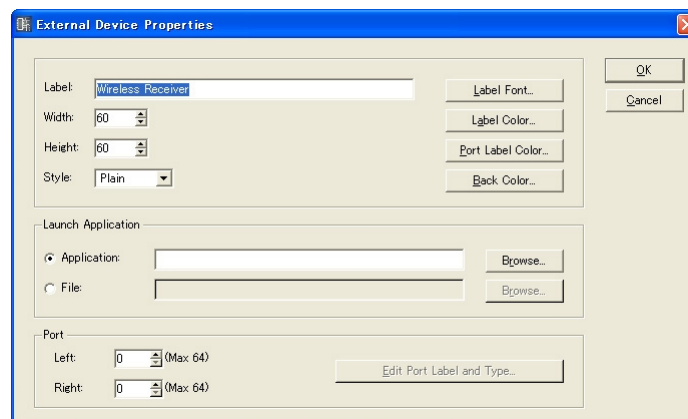 External Device Properties
Label: Wireless Receiver
Label Font...
OK
Width: 60
Label Color...
Cancel
Height: 60
Port Label Color...
Style: Plain
Back Color...
Launch Application
Application:
Browse...
File:
Browse...
Port
Left: 0 (Max 64)
Edit Port Label and Type...
Right: 0 (Max 64)